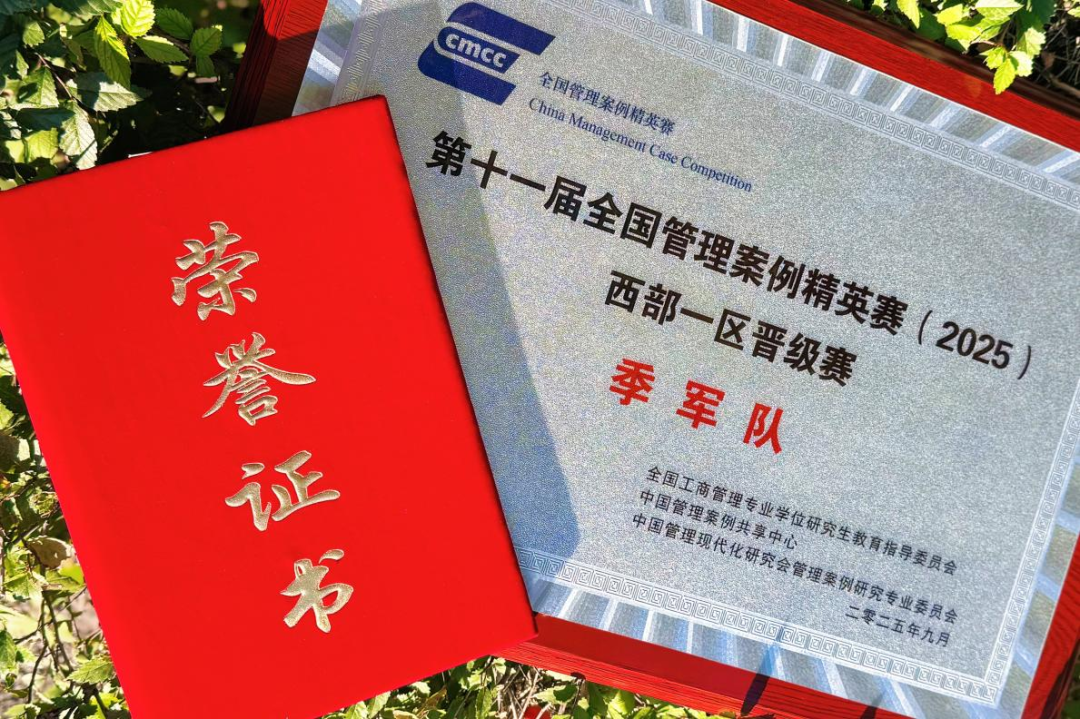 荣誉证书
cmcc
全国管理案例精英赛
China Management Case Competition
第十一届全国管理案例精英赛（2025）
西部一区晋级赛
季军队
全国工商管理专业学位研究生教育指导委员会
中国管理案例共享中心
中国管理现代化研究会管理案例研究专业委员会
二零二五年九月